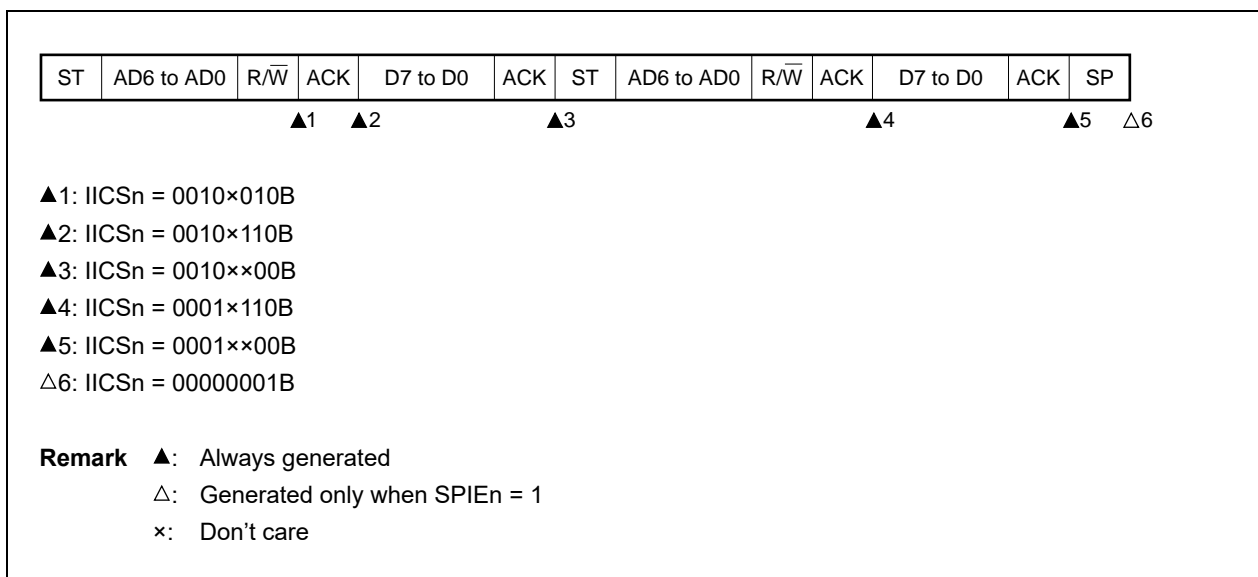 ST AD6 to AD0 R/W̅ ACK D7 to D0 ACK ST AD6 to AD0 R/W̅ ACK D7 to D0 ACK SP
▲1 ▲2 ▲3 ▲4 ▲5 △6
▲1: IICSn = 0010×010B
▲2: IICSn = 0010×110B
▲3: IICSn = 0010××00B
▲4: IICSn = 0001×110B
▲5: IICSn = 0001××00B
△6: IICSn = 00000001B
Remark ▲: Always generated
△: Generated only when SPIEn = 1
×: Don't care